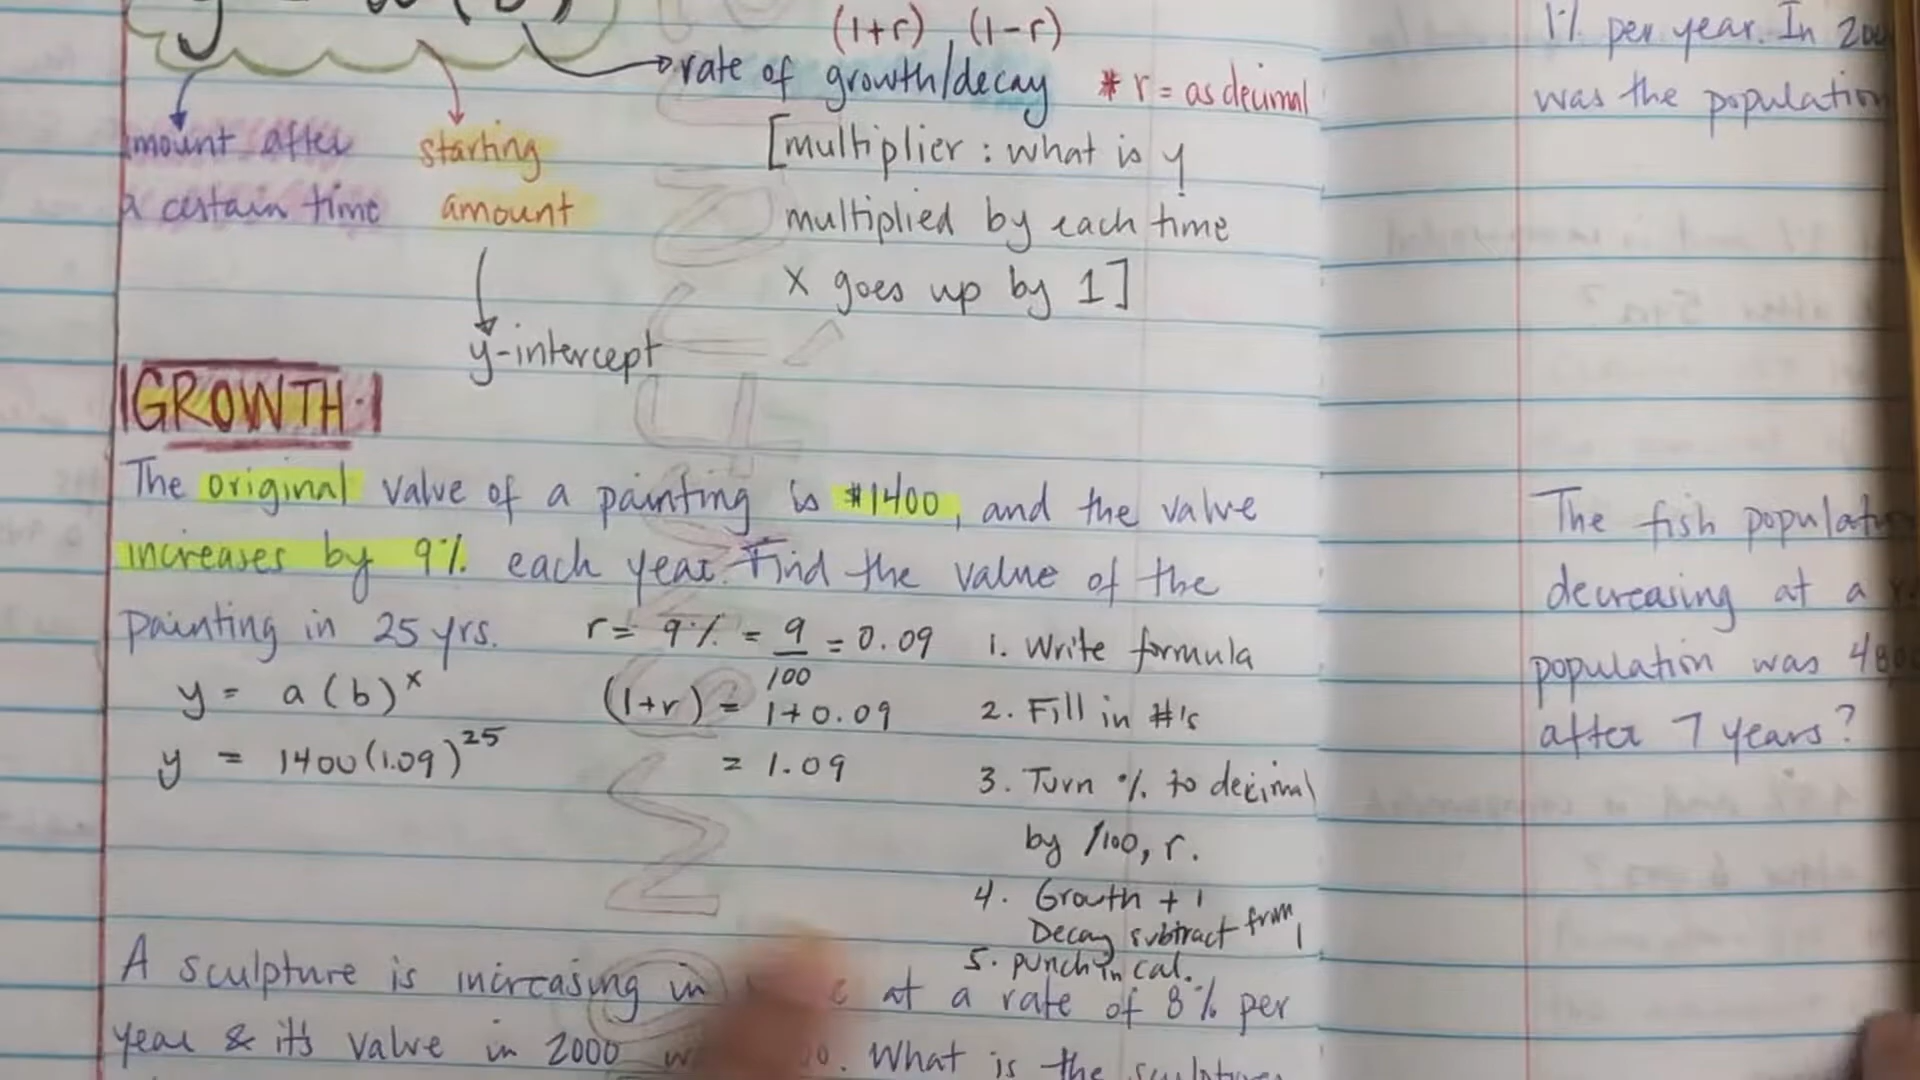 (1+r) (1-r)
rate of growth/decay * r = as decimal
mount after starting
a certain time amount
[multiplier : what is y
multiplied by each time
x goes up by 1]
y-intercept
GROWTH
The original value of a painting is $1400, and the value
increases by 9% each year. Find the value of the
painting in 25 yrs.
r = 9% = 9/100 = 0.09
y = a(b)^x
(1+r) = 1+0.09
y = 1400(1.09)^25
= 1.09
1. Write formula
2. Fill in #'s
3. Turn % to decimal
by /100, r.
4. Growth + 1
Decay subtract from 1
5. punch in cal.
A sculpture is increasing in at a rate of 8% per
year & it's value in 2000. What is the
1% per year. In
was the population
The fish
decreasing at a
population was
after 7 years?